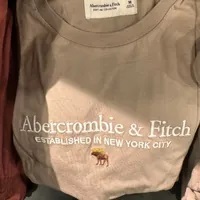 Abercrombie & Fitch
Abercrombie & Fitch
ESTABLISHED IN NEW YORK CITY